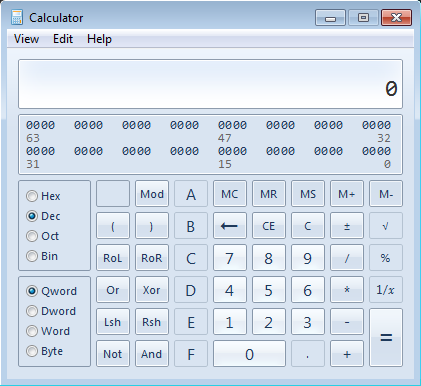 Calculator
View Edit Help
0
0000 0000 0000 0000 0000 0000 0000 0000
63 47 32
0000 0000 0000 0000 0000 0000 0000 0000
31 15 0
Hex Mod A MC MR MS M+ M-
Dec ( ) B ← CE C ± √
Oct RoL RoR C 7 8 9 / %
Bin
Qword Or Xor D 4 5 6 * 1/x
Dword
Word Lsh Rsh E 1 2 3 - =
Byte Not And F 0 . +